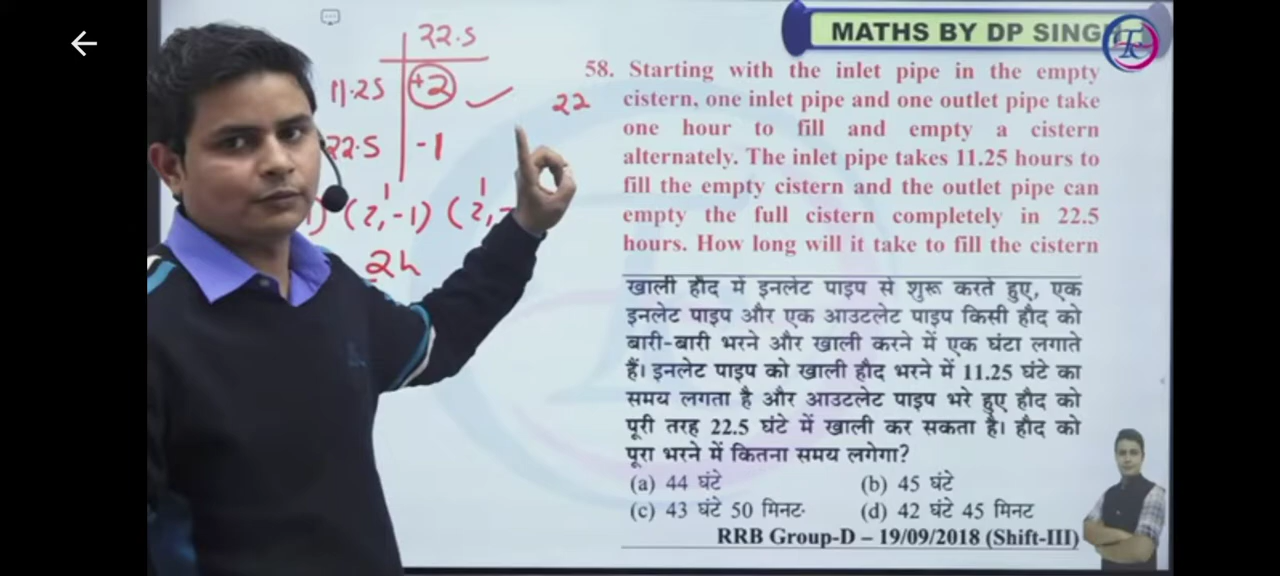 MATHS BY DP SING
22.5
11.25 +2
22.5 -1
(2,-1) (2,
1 1
2h
22
58. Starting with the inlet pipe in the empty
cistern, one inlet pipe and one outlet pipe take
one hour to fill and empty a cistern
alternately. The inlet pipe takes 11.25 hours to
fill the empty cistern and the outlet pipe can
empty the full cistern completely in 22.5
hours. How long will it take to fill the cistern
खाली हौद में इनलेट पाइप से शुरू करते हुए, एक
इनलेट पाइप और एक आउटलेट पाइप किसी हौद को
बारी-बारी भरने और खाली करने में एक घंटा लगाते
हैं। इनलेट पाइप को खाली हौद भरने में 11.25 घंटे का
समय लगता है और आउटलेट पाइप भरे हुए हौद को
पूरी तरह 22.5 घंटे में खाली कर सकता है। हौद को
पूरा भरने में कितना समय लगेगा?
(a) 44 घंटे (b) 45 घंटे
(c) 43 घंटे 50 मिनट (d) 42 घंटे 45 मिनट
RRB Group-D – 19/09/2018 (Shift-III)